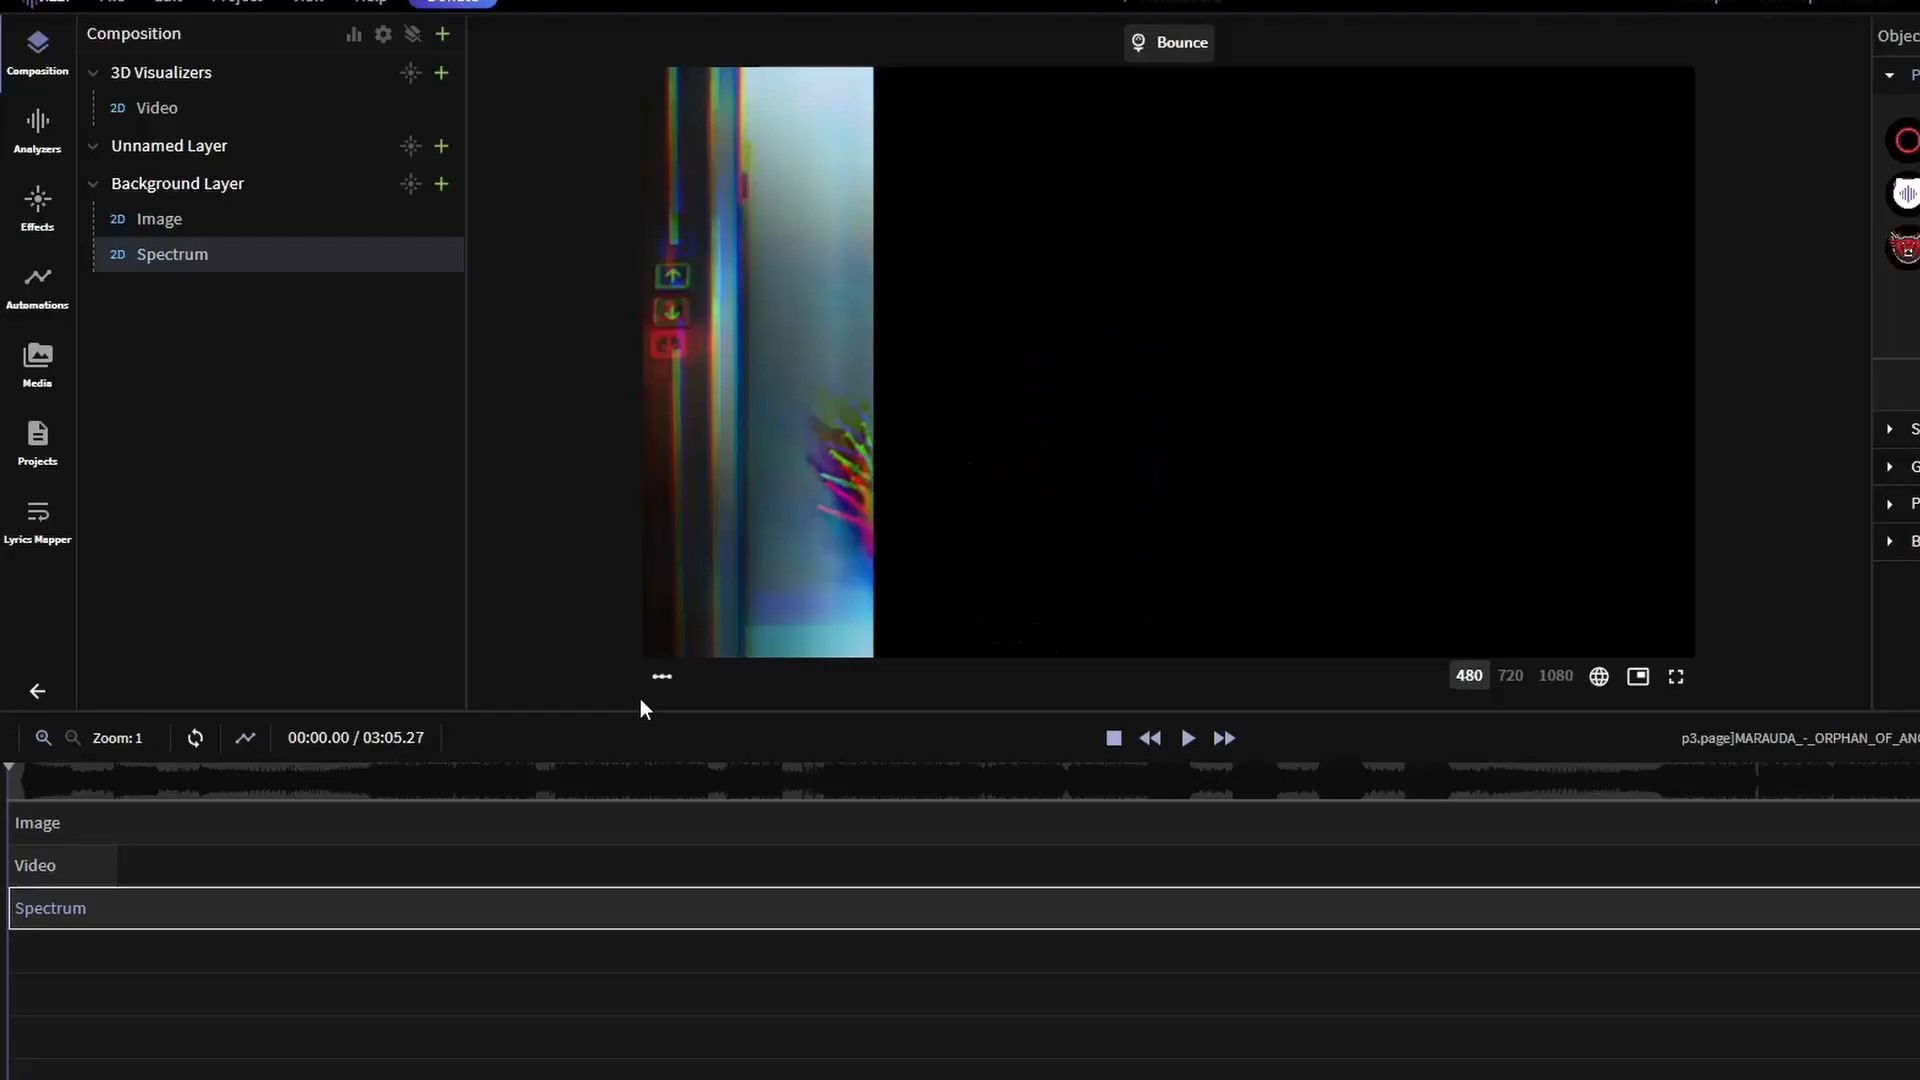 Composition
Bounce
Composition
3D Visualizers
2D Video
Unnamed Layer
Analyzers
Background Layer
2D Image
Effects
2D Spectrum
Automations
Media
Projects
Lyrics Mapper
480 720 1080
Zoom: 1
00:00.00 / 03:05.27
p3.page]MARAUDA_-_ORPHAN_OF_
Image
Video
Spectrum